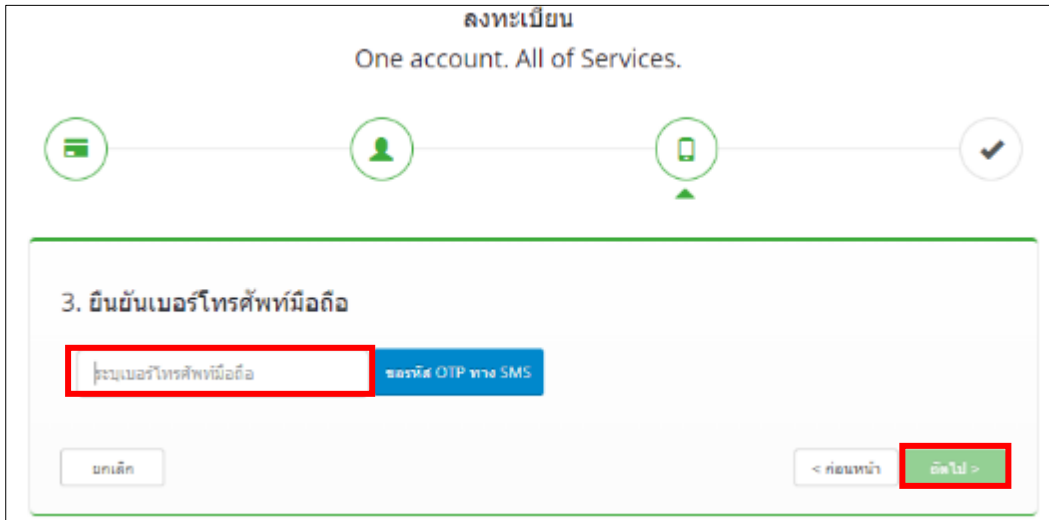 ลงทะเบียน
One account. All of Services.
3. ยืนยันเบอร์โทรศัพท์มือถือ
ระบุเบอร์โทรศัพท์มือถือ ขอรหัส OTP ทาง SMS
ยกเลิก < ก่อนหน้า ถัดไป >